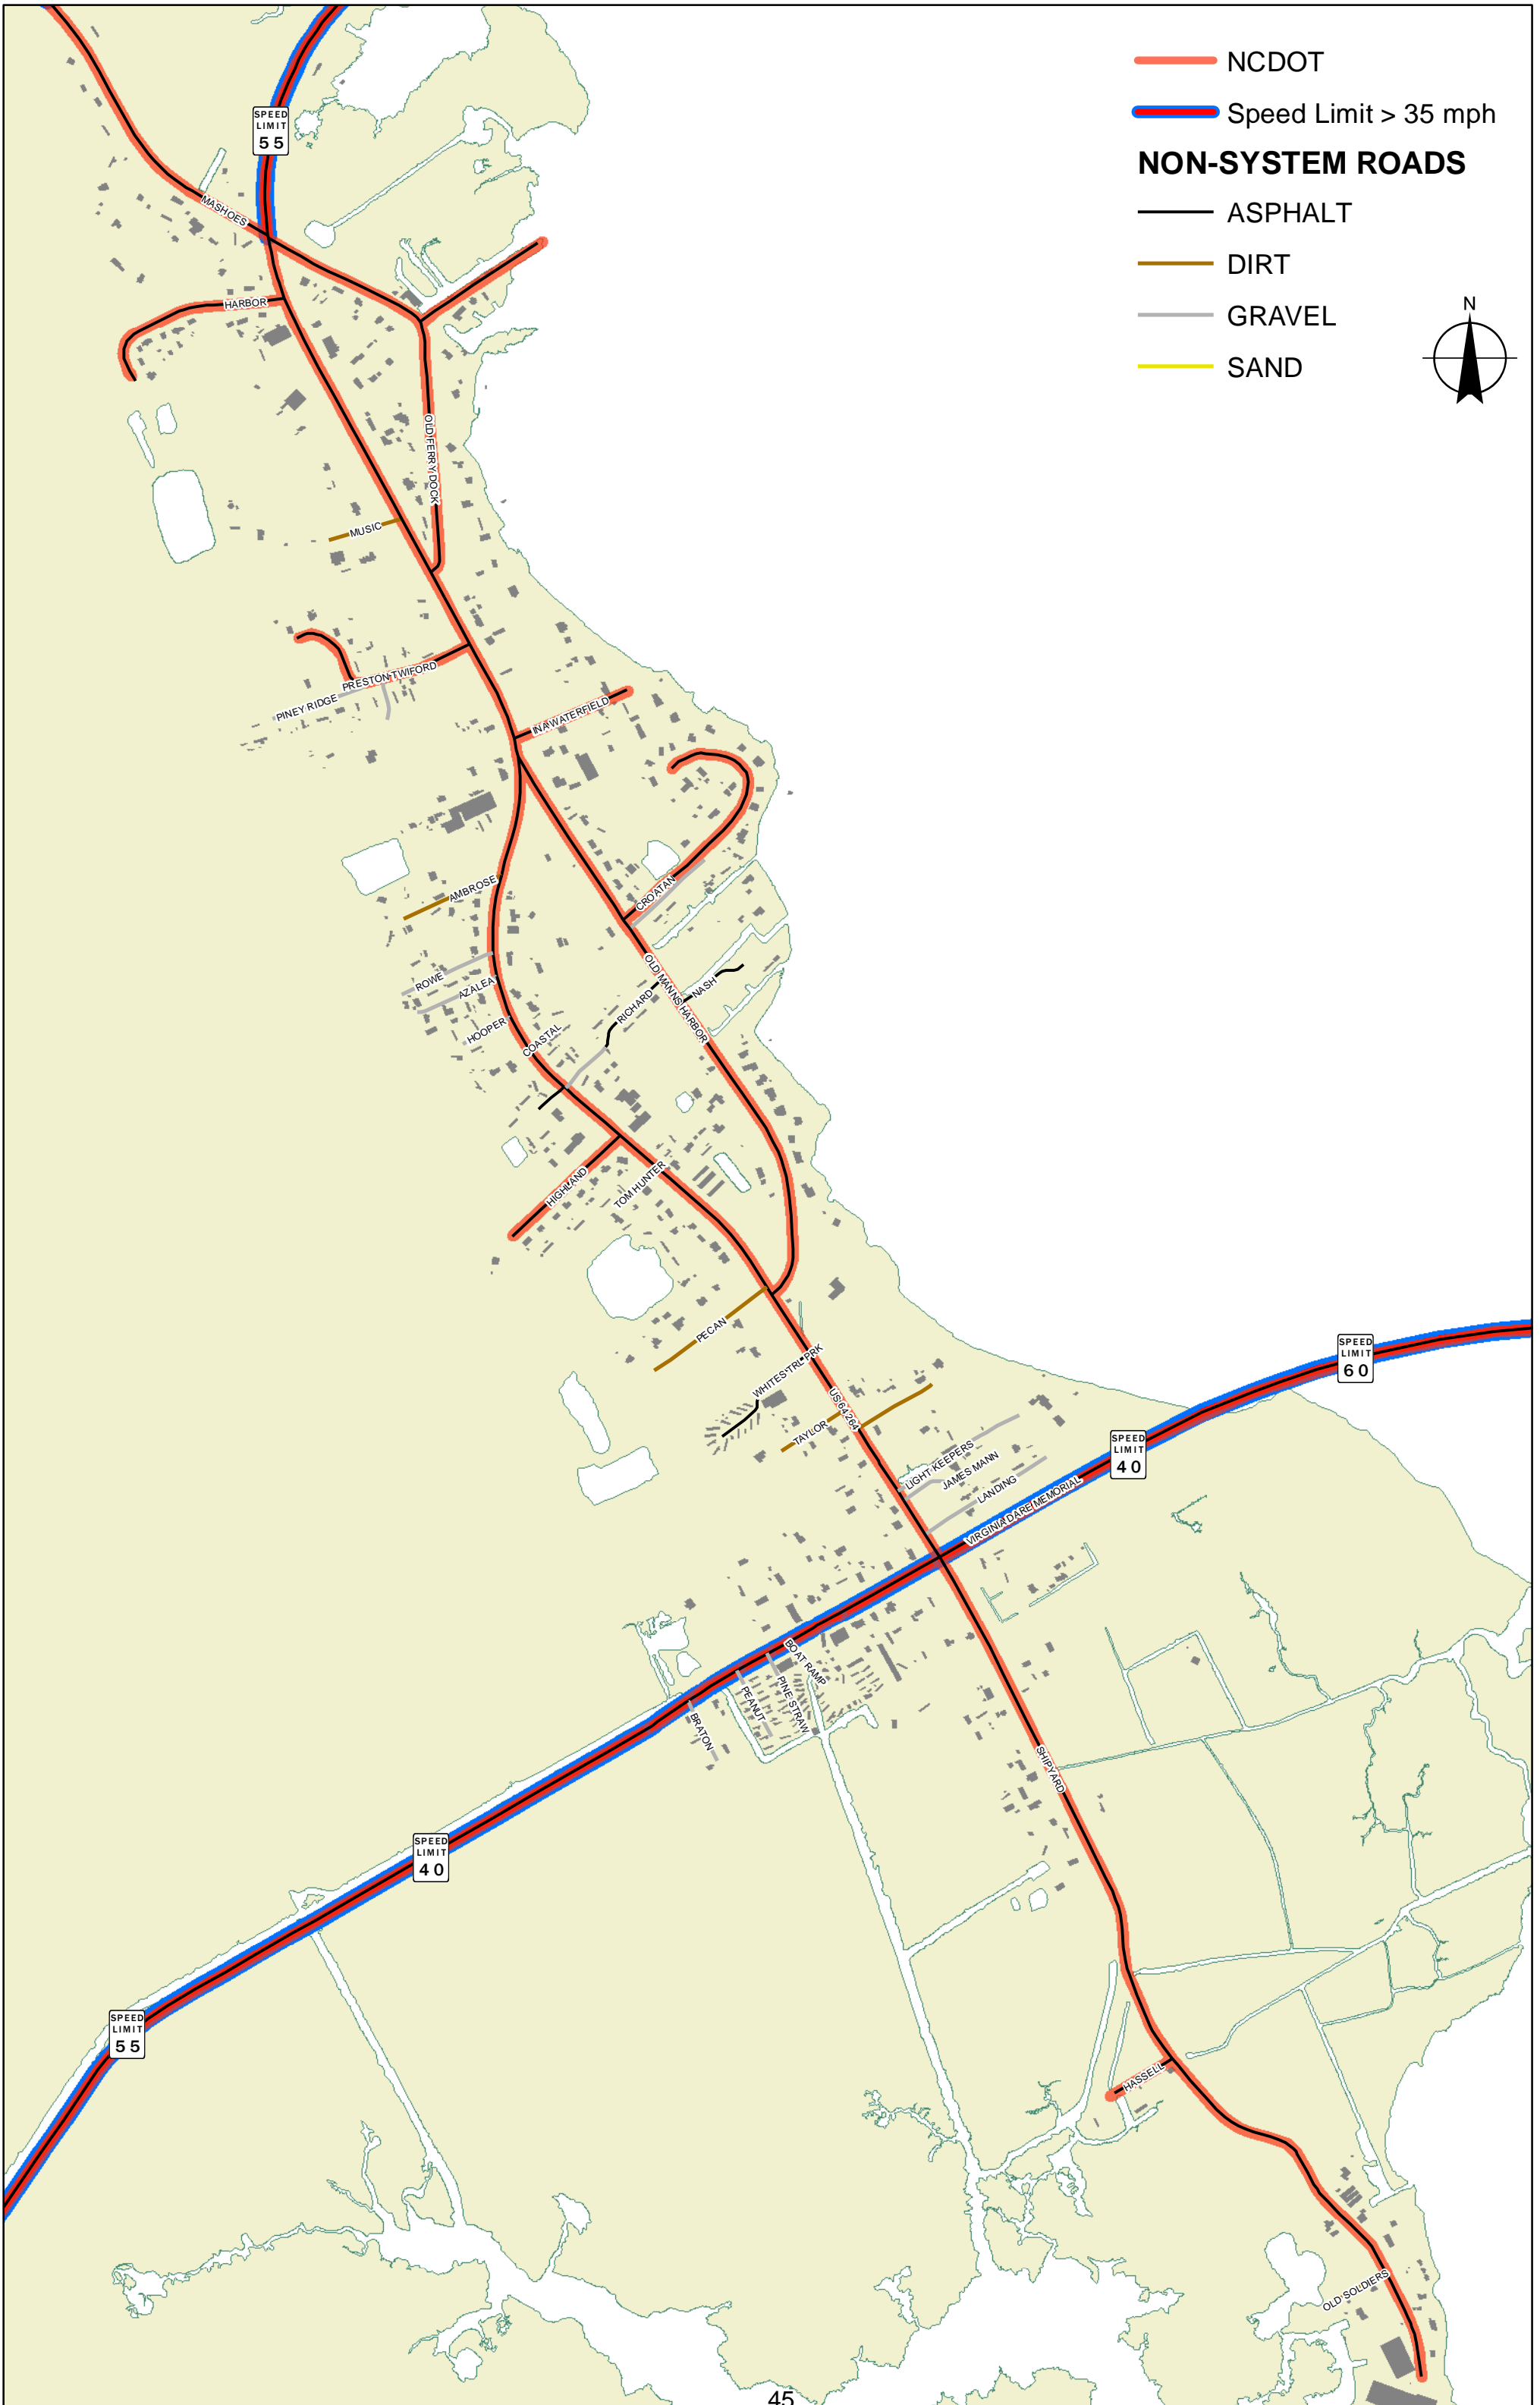 NCDOT
Speed Limit > 35 mph
NON-SYSTEM ROADS
ASPHALT
DIRT
GRAVEL
SAND
N
SPEED
LIMIT
55
MASHOES
HARBOR
OLD FERRY DOCK
MUSIC
PRESTON TWIFORD
PINEY RIDGE
INA WATERFIELD
AMBROSE
CROATAN
ROWE
AZALEA
OLD MANNS HARBOR
NASH
RICHARD
HOOPER
COASTAL
HIGHLAND
TOM HUNTER
PECAN
WHITES TRL PRK
US 64 264
TAYLOR
SPEED
LIMIT
60
SPEED
LIMIT
40
LIGHT KEEPERS
JAMES MANN
LANDING
VIRGINIA DARE MEMORIAL
BOAT RAMP
PINE STRAW
PEANUT
BRATON
SHIPYARD
SPEED
LIMIT
40
SPEED
LIMIT
55
HASSELL
OLD SOLDIERS
45